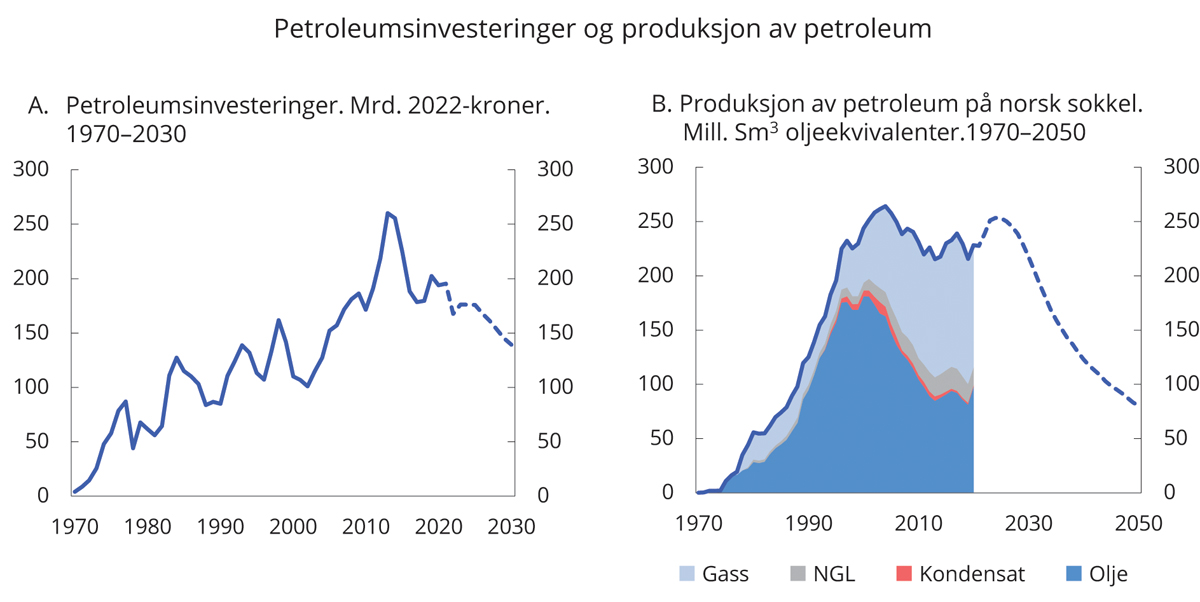 Petroleumsinvesteringer og produksjon av petroleum
A. Petroleumsinvesteringer. Mrd. 2022-kroner.
1970–2030
300 300
250 250
200 200
150 150
100 100
50 50
0 0
1970 1980 1990 2000 2010 2020 2030
B. Produksjon av petroleum på norsk sokkel.
Mill. Sm³ oljeekvivalenter.1970–2050
300 300
250 250
200 200
150 150
100 100
50 50
0 0
1970 1990 2010 2030 2050
Gass NGL Kondensat Olje